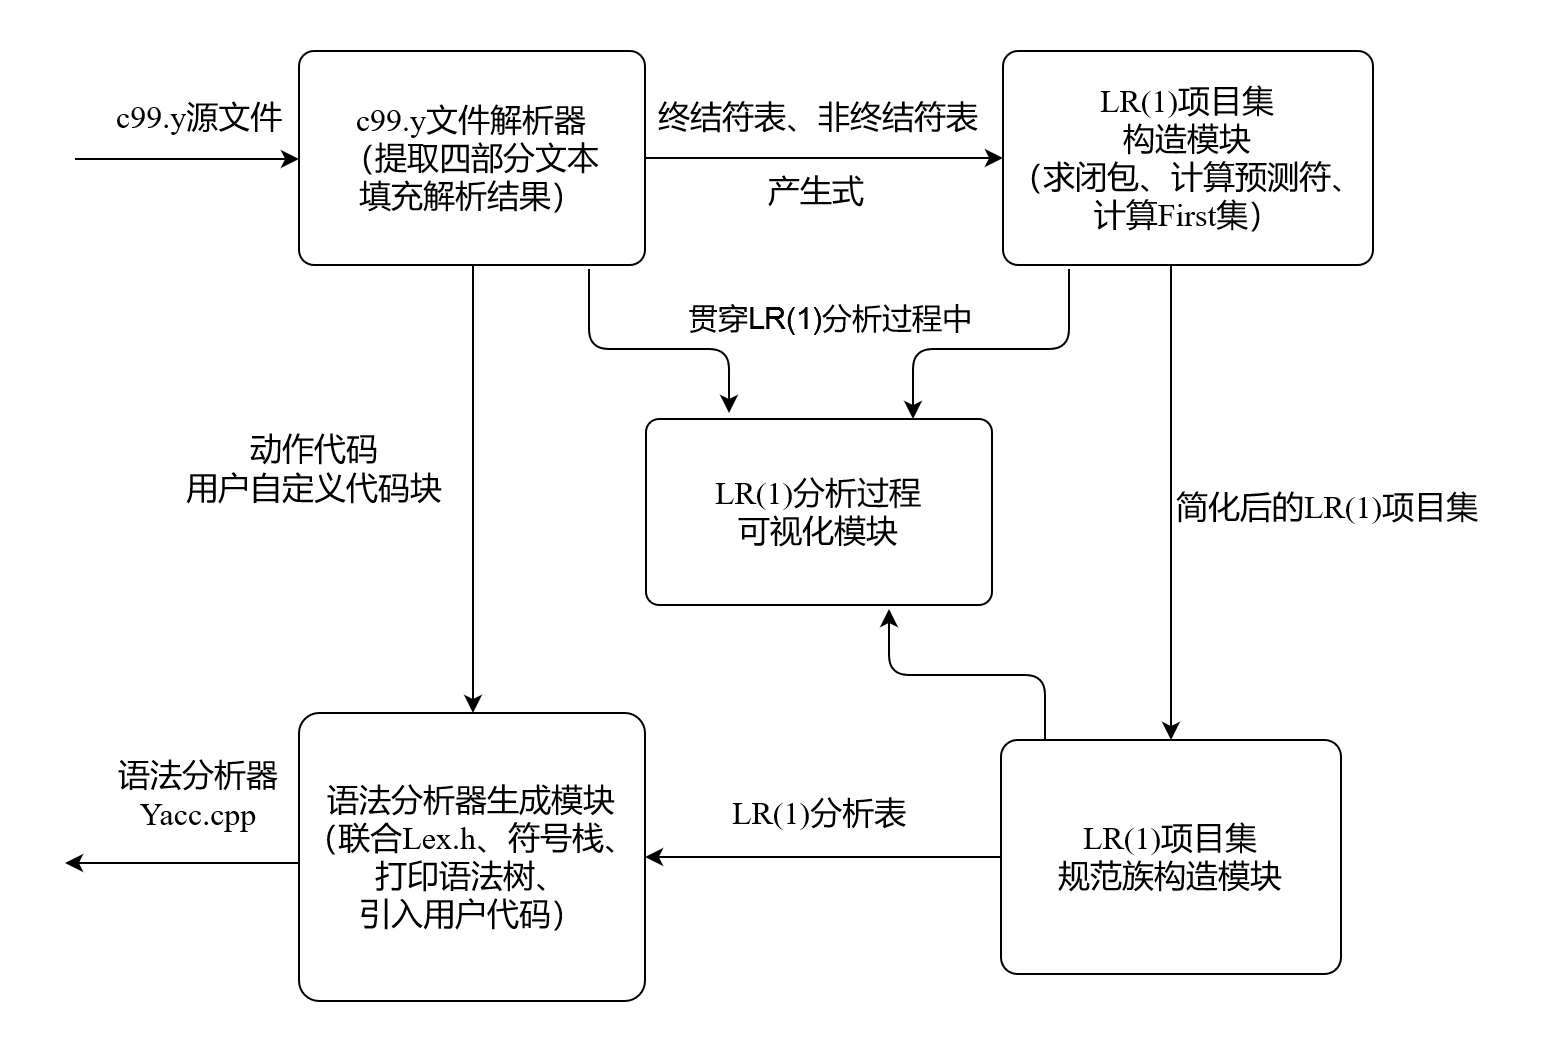 c99.y源文件
c99.y文件解析器
（提取四部分文本
填充解析结果）
终结符表、非终结符表
产生式
LR(1)项目集
构造模块
（求闭包、计算预测符、
计算First集）
贯穿LR(1)分析过程中
动作代码
用户自定义代码块
LR(1)分析过程
可视化模块
简化后的LR(1)项目集
语法分析器
Yacc.cpp
语法分析器生成模块
（联合Lex.h、符号栈、
打印语法树、
引入用户代码）
LR(1)分析表
LR(1)项目集
规范族构造模块